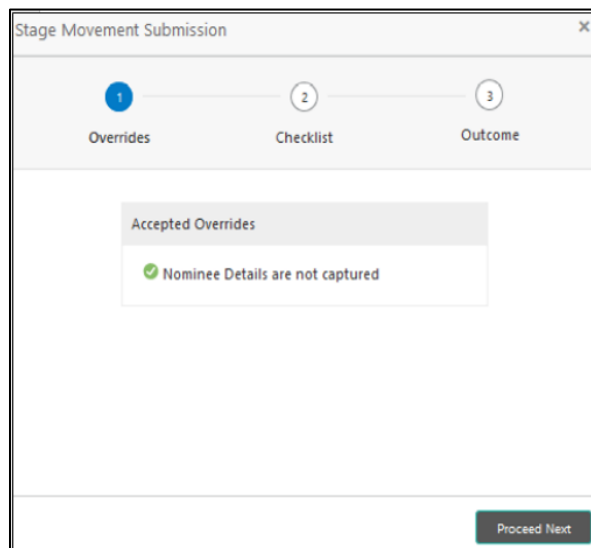 Stage Movement Submission ×
1 2 3
Overrides Checklist Outcome
Accepted Overrides
Nominee Details are not captured
Proceed Next